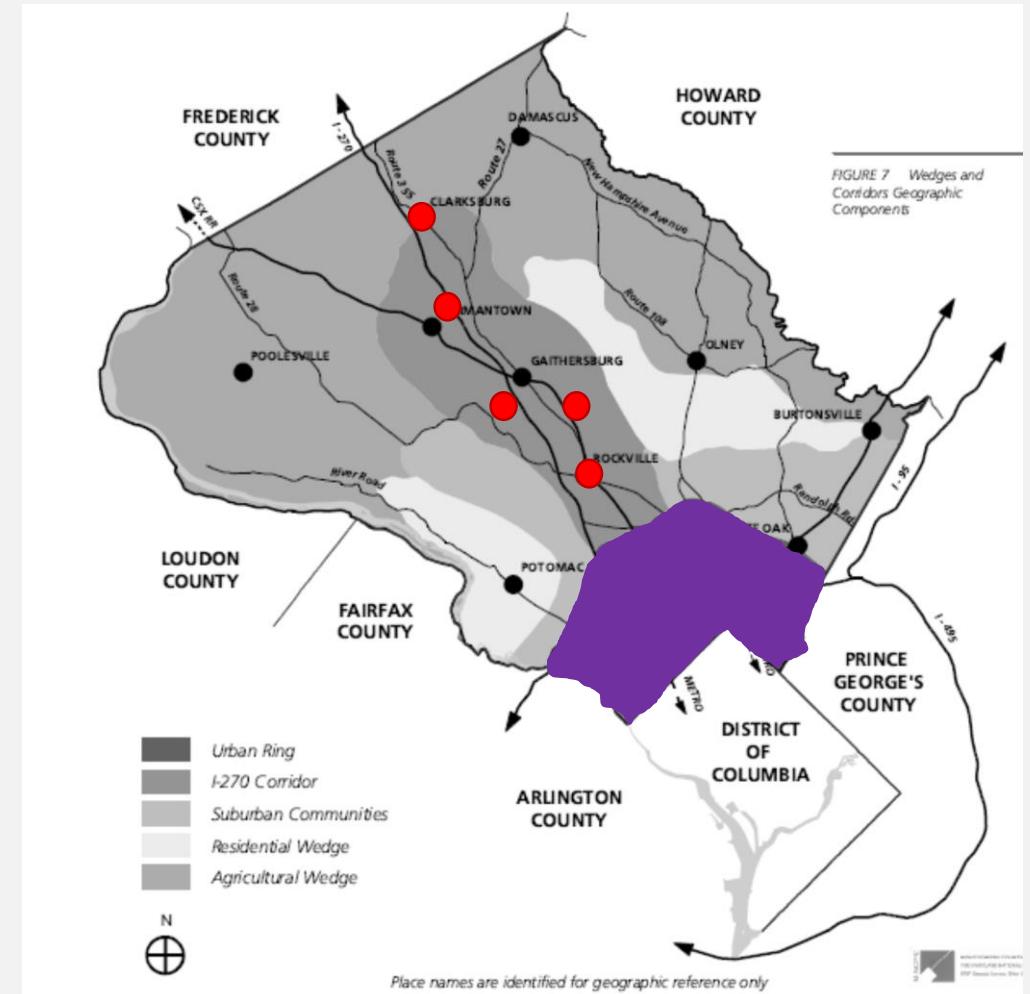 HOWARD
COUNTY
FREDERICK
COUNTY
DAMASCUS
I-270
Route 355
Route 27
New Hampshire Avenue
FIGURE 7 Wedges and
Corridors Geographic
Components
CLARKSBURG
CSX RR
Route 28
MANTOWN
Route 108
OLNEY
POOLESVILLE
GAITHERSBURG
BURTONSVILLE
ROCKVILLE
River Road
I-95
Randolph Rd.
OAK
LOUDON
COUNTY
POTOMAC
FAIRFAX
COUNTY
I-495
PRINCE
GEORGE'S
COUNTY
METRO
DISTRICT
OF
COLUMBIA
Urban Ring
I-270 Corridor
Suburban Communities
Residential Wedge
Agricultural Wedge
ARLINGTON
COUNTY
N
Place names are identified for geographic reference only